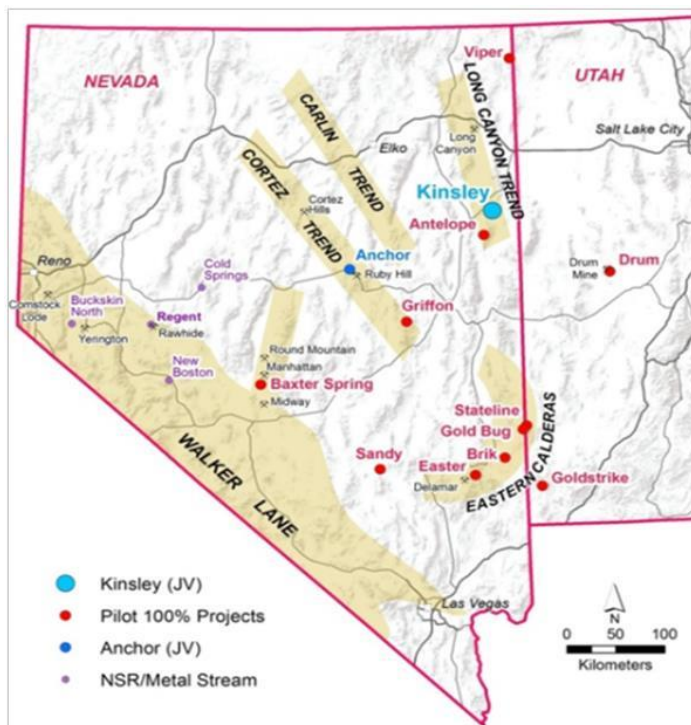 Viper
NEVADA
UTAH
LONG CANYON TREND
CARLIN
TREND
Long
Canyon
Salt Lake City
Elko
CORTEZ
TREND
Cortez
Hills
Kinsley
Antelope
Anchor
Ruby Hill
Cold
Springs
Reno
Drum
Mine
Drum
Comstock
Lode
Buckskin
North
Regent
Rawhide
Yerington
Griffon
New
Boston
Round Mountain
Manhattan
Baxter Spring
Midway
Stateline
Gold Bug
Brik
Sandy
Easter
Delamar
EASTERN CALDERAS
Goldstrike
WALKER
LANE
Las Vegas
Kinsley (JV)
Pilot 100% Projects
Anchor (JV)
NSR/Metal Stream
N
0 50 100
Kilometers